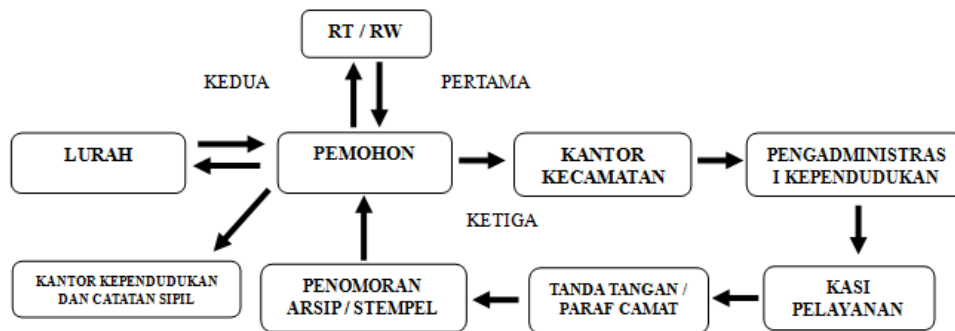 RT / RW
KEDUA
PERTAMA
LURAH
PEMOHON
KANTOR
KECAMATAN
PENGADMINISTRAS
I KEPENDUDUKAN
KETIGA
KANTOR KEPENDUDUKAN
DAN CATATAN SIPIL
PENOMORAN
ARSIP / STEMPEL
TANDA TANGAN /
PARAF CAMAT
KASI
PELAYANAN